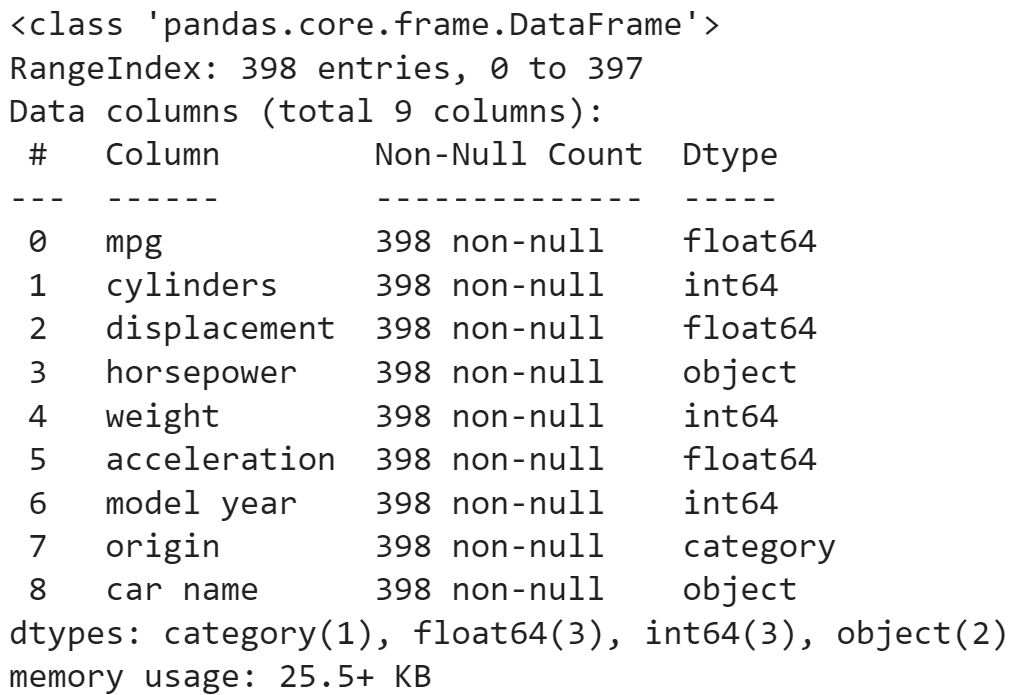 <class 'pandas.core.frame.DataFrame'>
RangeIndex: 398 entries, 0 to 397
Data columns (total 9 columns):
 #   Column        Non-Null Count  Dtype
---  ------        --------------  -----
 0   mpg           398 non-null    float64
 1   cylinders     398 non-null    int64
 2   displacement  398 non-null    float64
 3   horsepower    398 non-null    object
 4   weight        398 non-null    int64
 5   acceleration  398 non-null    float64
 6   model year    398 non-null    int64
 7   origin        398 non-null    category
 8   car name      398 non-null    object
dtypes: category(1), float64(3), int64(3), object(2)
memory usage: 25.5+ KB